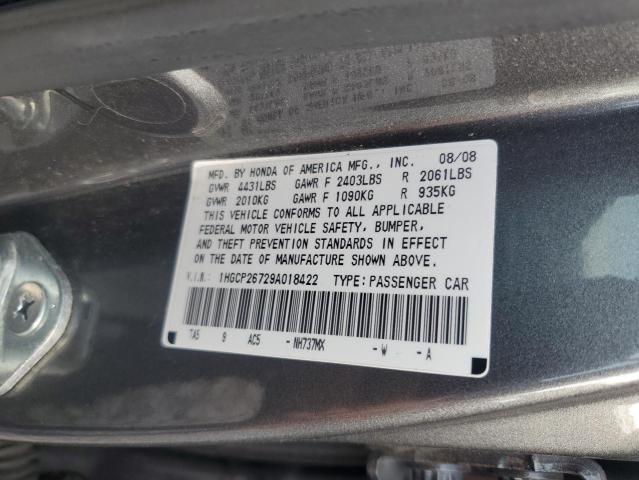 MFD. BY HONDA OF AMERICA MFG., INC. 08/08
GVWR 4431LBS GAWR F 2403LBS R 2061LBS
GVWR 2010KG GAWR F 1090KG R 935KG
THIS VEHICLE CONFORMS TO ALL APPLICABLE
FEDERAL MOTOR VEHICLE SAFETY, BUMPER,
AND THEFT PREVENTION STANDARDS IN EFFECT
ON THE DATE OF MANUFACTURE SHOWN ABOVE.
V.I.N.: 1HGCP26729A018422 TYPE: PASSENGER CAR
TA5 9 AC5 -NH737MX -W -A